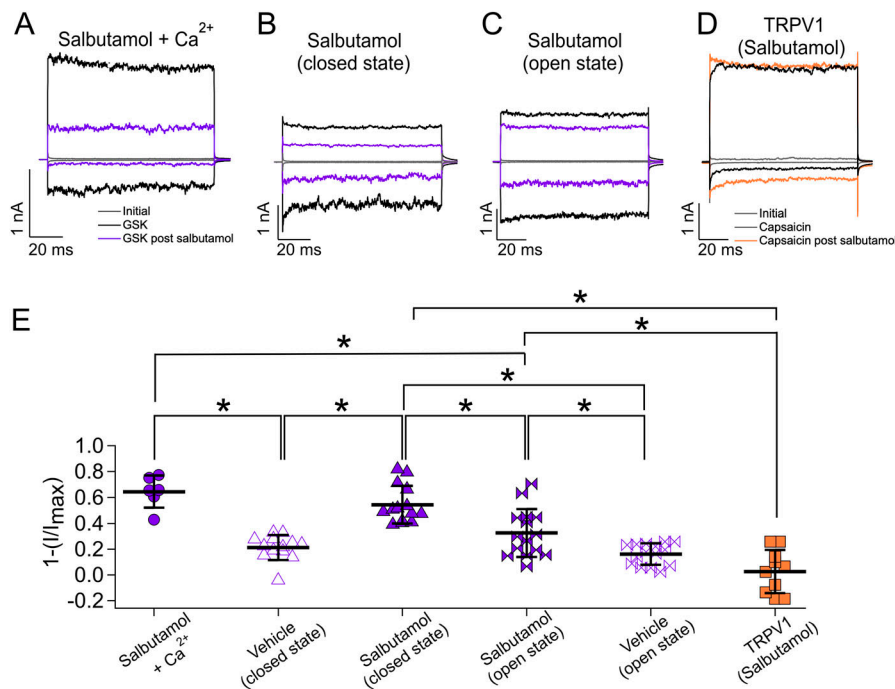 A
Salbutamol + Ca2+
1 nA
20 ms
Initial
GSK
GSK post salbutamol
B
Salbutamol
(closed state)
1 nA
20 ms
C
Salbutamol
(open state)
1 nA
20 ms
D
TRPV1
(Salbutamol)
1 nA
20 ms
Initial
Capsaicin
Capsaicin post salbutamo
E
*
*
*
*
*
*
*
*
1-(I/Imax)
1.0
0.8
0.6
0.4
0.2
0.0
-0.2
Salbutamol
+ Ca2+
Vehicle
(closed state)
Salbutamol
(closed state)
Salbutamol
(open state)
Vehicle
(open state)
TRPV1
(Salbutamol)